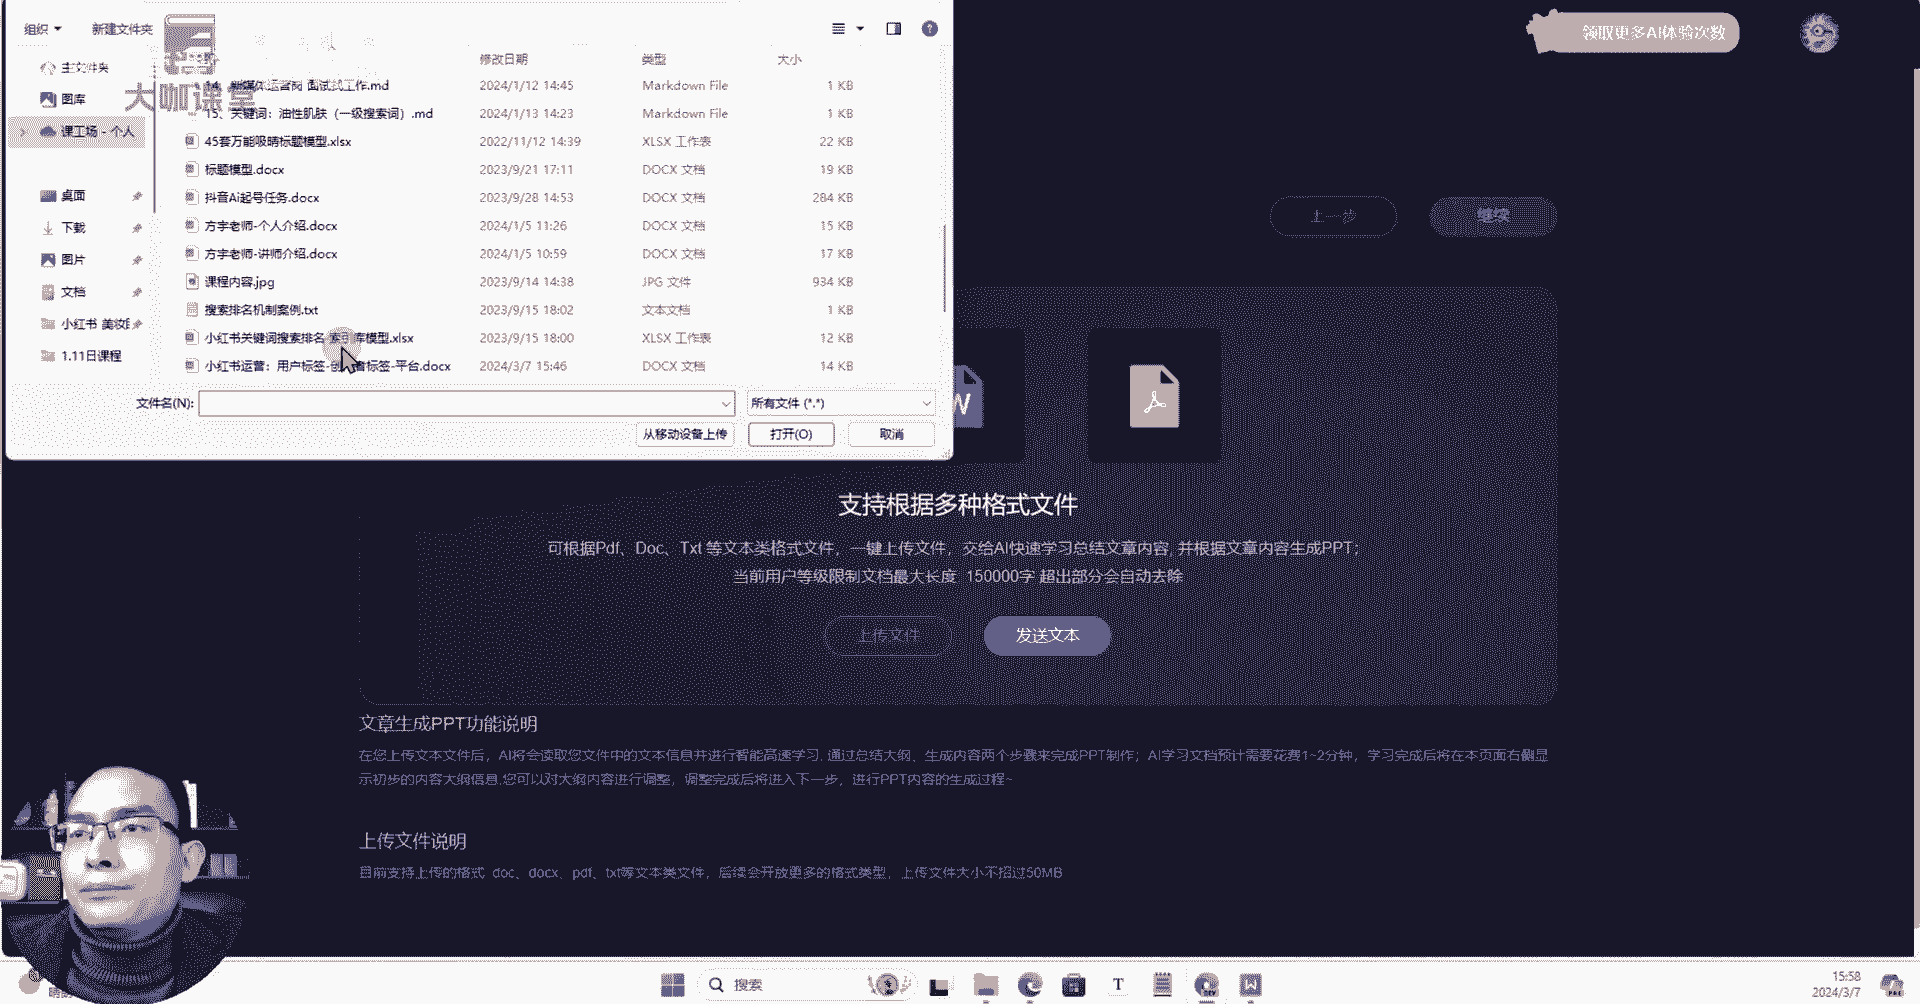 组织
新建文件夹
大咖课堂
领取更多AI体验次数
主文件夹
图库
课工场 - 个人
桌面
下载
图片
文档
小红书 美妆
1.11日课程
修改日期 类型 大小
面试找工作.md 2024/1/12 14:45 Markdown File 1 KB
15、关键词：油性肌肤（一级搜索词）.md 2024/1/13 14:23 Markdown File 1 KB
45套万能吸睛标题模型.xlsx 2022/11/12 14:39 XLSX 工作表 22 KB
标题模型.docx 2023/9/21 17:11 DOCX 文档 19 KB
抖音Ai起号任务.docx 2023/9/28 14:53 DOCX 文档 284 KB
方宇老师-个人介绍.docx 2024/1/5 11:26 DOCX 文档 15 KB
方宇老师-讲师介绍.docx 2024/1/5 10:59 DOCX 文档 17 KB
课程内容.jpg 2023/9/14 14:38 JPG 文件 934 KB
搜索排名机制案例.txt 2023/9/15 18:02 文本文档 1 KB
小红书关键词搜索排名 索引库模型.xlsx 2023/9/15 18:00 XLSX 工作表 12 KB
小红书运营：用户标签-创作者标签-平台.docx 2024/3/7 15:46 DOCX 文档 14 KB
文件名(N):
所有文件 (*.*)
从移动设备上传 打开(O) 取消
上一步 继续
W
支持根据多种格式文件
可根据Pdf、Doc、Txt 等文本类格式文件，一键上传文件，交给AI快速学习总结文章内容, 并根据文章内容生成PPT；
当前用户等级限制文档最大长度 150000字 超出部分会自动去除
上传文件 发送文本
文章生成PPT功能说明
在您上传文本文件后，AI将会读取您文件中的文本信息并进行智能高速学习, 通过总结大纲、生成内容两个步骤来完成PPT制作；AI学习文档预计需要花费1~2分钟，学习完成后将在本页面右侧显
示初步的内容大纲信息,您可以对大纲内容进行调整，调整完成后将进入下一步，进行PPT内容的生成过程~
上传文件说明
目前支持上传的格式 doc、docx、pdf、txt等文本类文件，后续会开放更多的格式类型，上传文件大小不超过50MB
搜索
T
W
15:58
2024/3/7